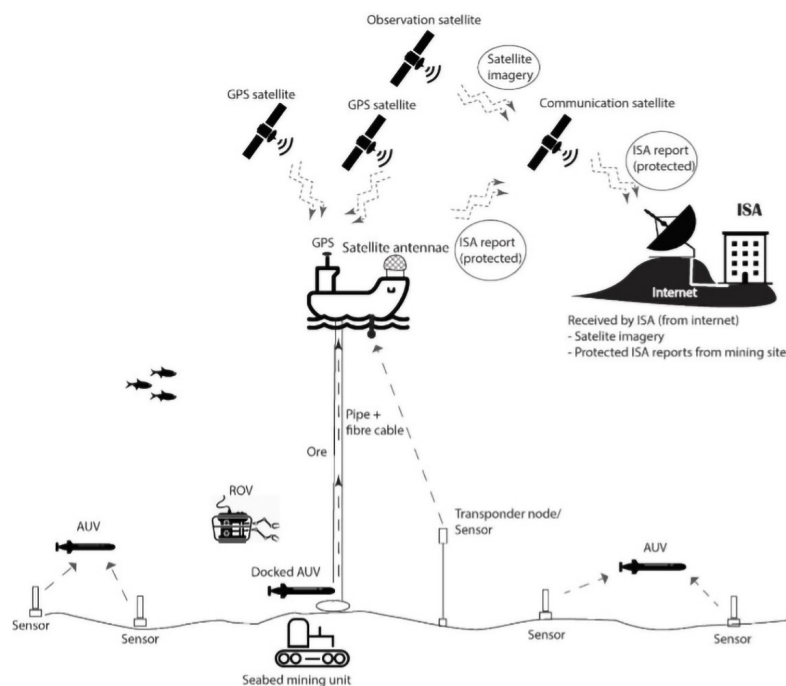 Observation satellite
Satellite
imagery
GPS satellite
GPS satellite
Communication satellite
ISA report
(protected)
ISA
GPS
Satellite antennae
ISA report
(protected)
Internet
Received by ISA (from internet)
- Satelite imagery
- Protected ISA reports from mining site
Pipe +
fibre cable
Ore
ROV
Transponder node/
Sensor
AUV
AUV
Docked AUV
Sensor
Sensor
Sensor
Sensor
Seabed mining unit